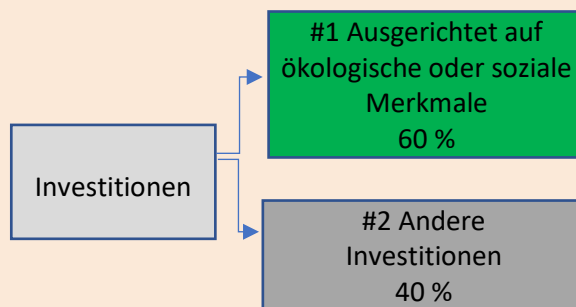 #1 Ausgerichtet auf
ökologische oder soziale
Merkmale
60 %
Investitionen
#2 Andere
Investitionen
40 %